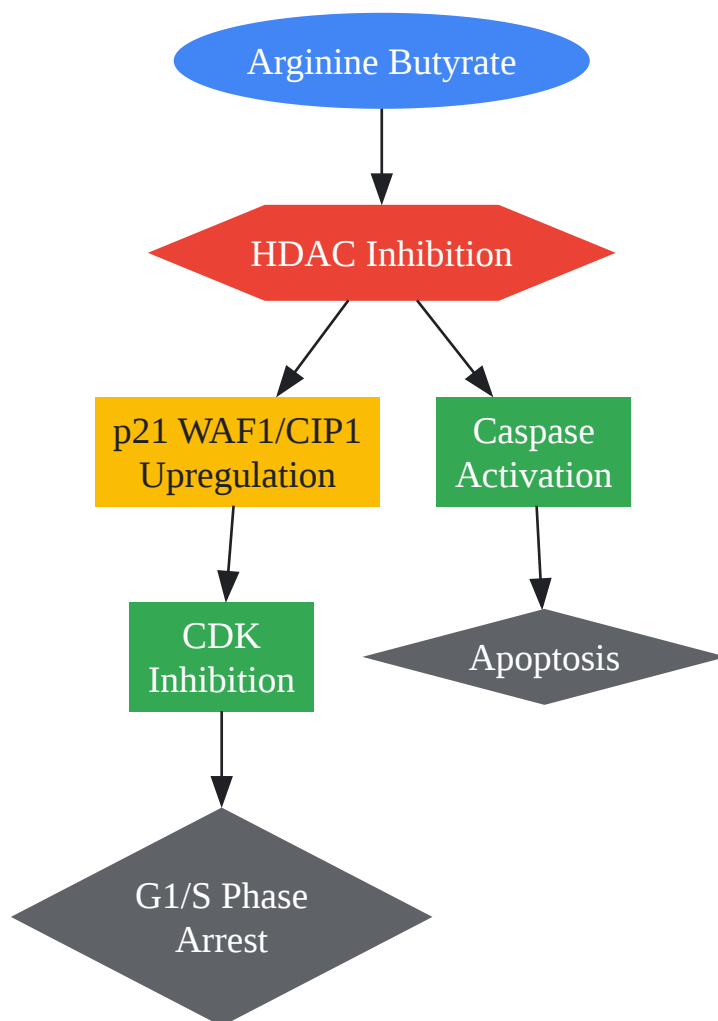 Arginine Butyrate
HDAC Inhibition
p21 WAF1/CIP1
Upregulation
Caspase
Activation
CDK
Inhibition
Apoptosis
G1/S Phase
Arrest